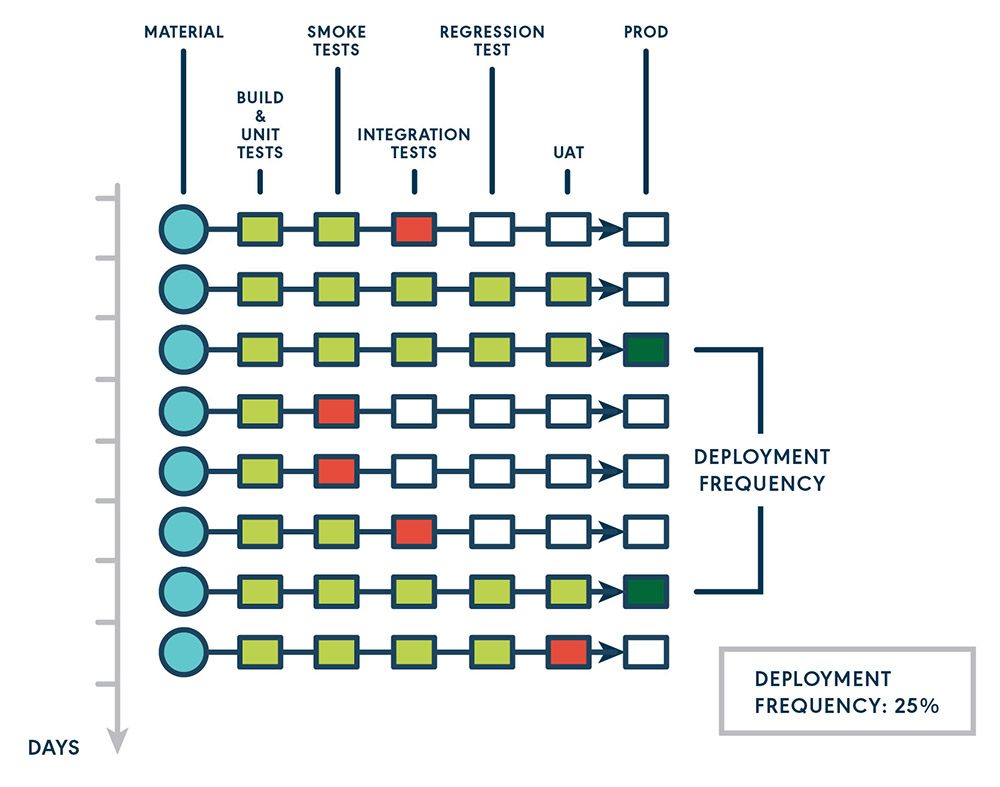 MATERIAL
SMOKE
TESTS
REGRESSION
TEST
PROD
BUILD
&
UNIT
TESTS
INTEGRATION
TESTS
UAT
DEPLOYMENT
FREQUENCY
DEPLOYMENT
FREQUENCY: 25%
DAYS